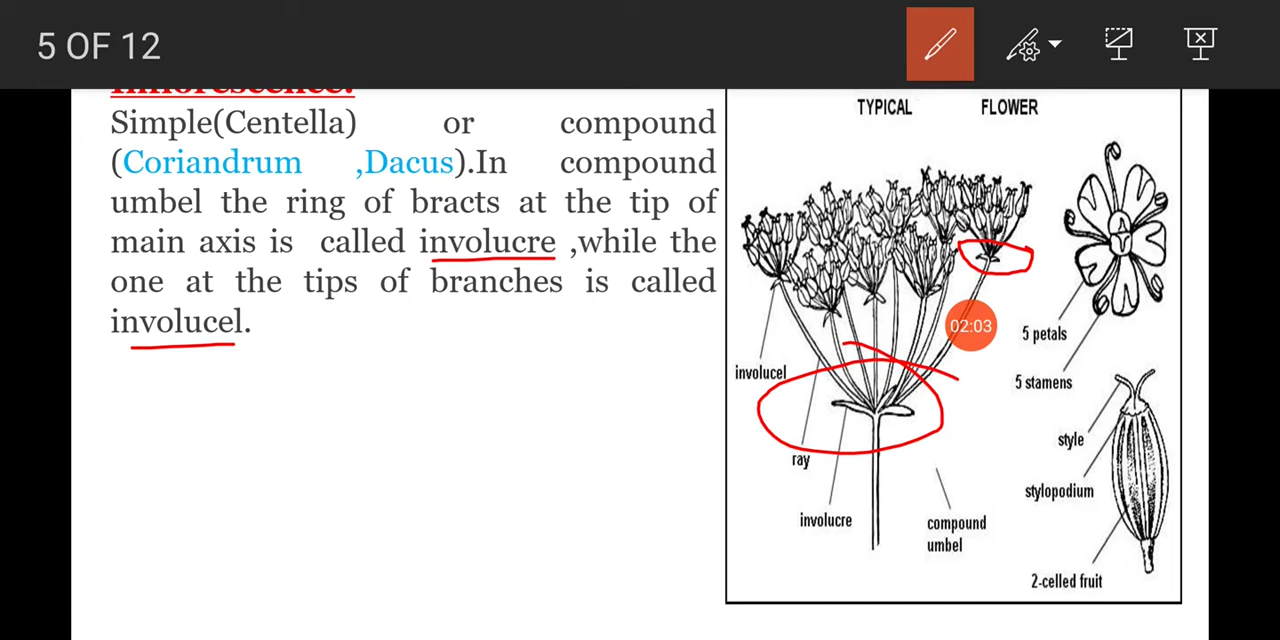 5 OF 12
Inflorescence:
Simple(Centella) or compound
(Coriandrum ,Dacus).In compound
umbel the ring of bracts at the tip of
main axis is called involucre ,while the
one at the tips of branches is called
involucel.
TYPICAL FLOWER
02:03
5 petals
involucel
5 stamens
style
ray
stylopodium
involucre
compound
umbel
2-celled fruit